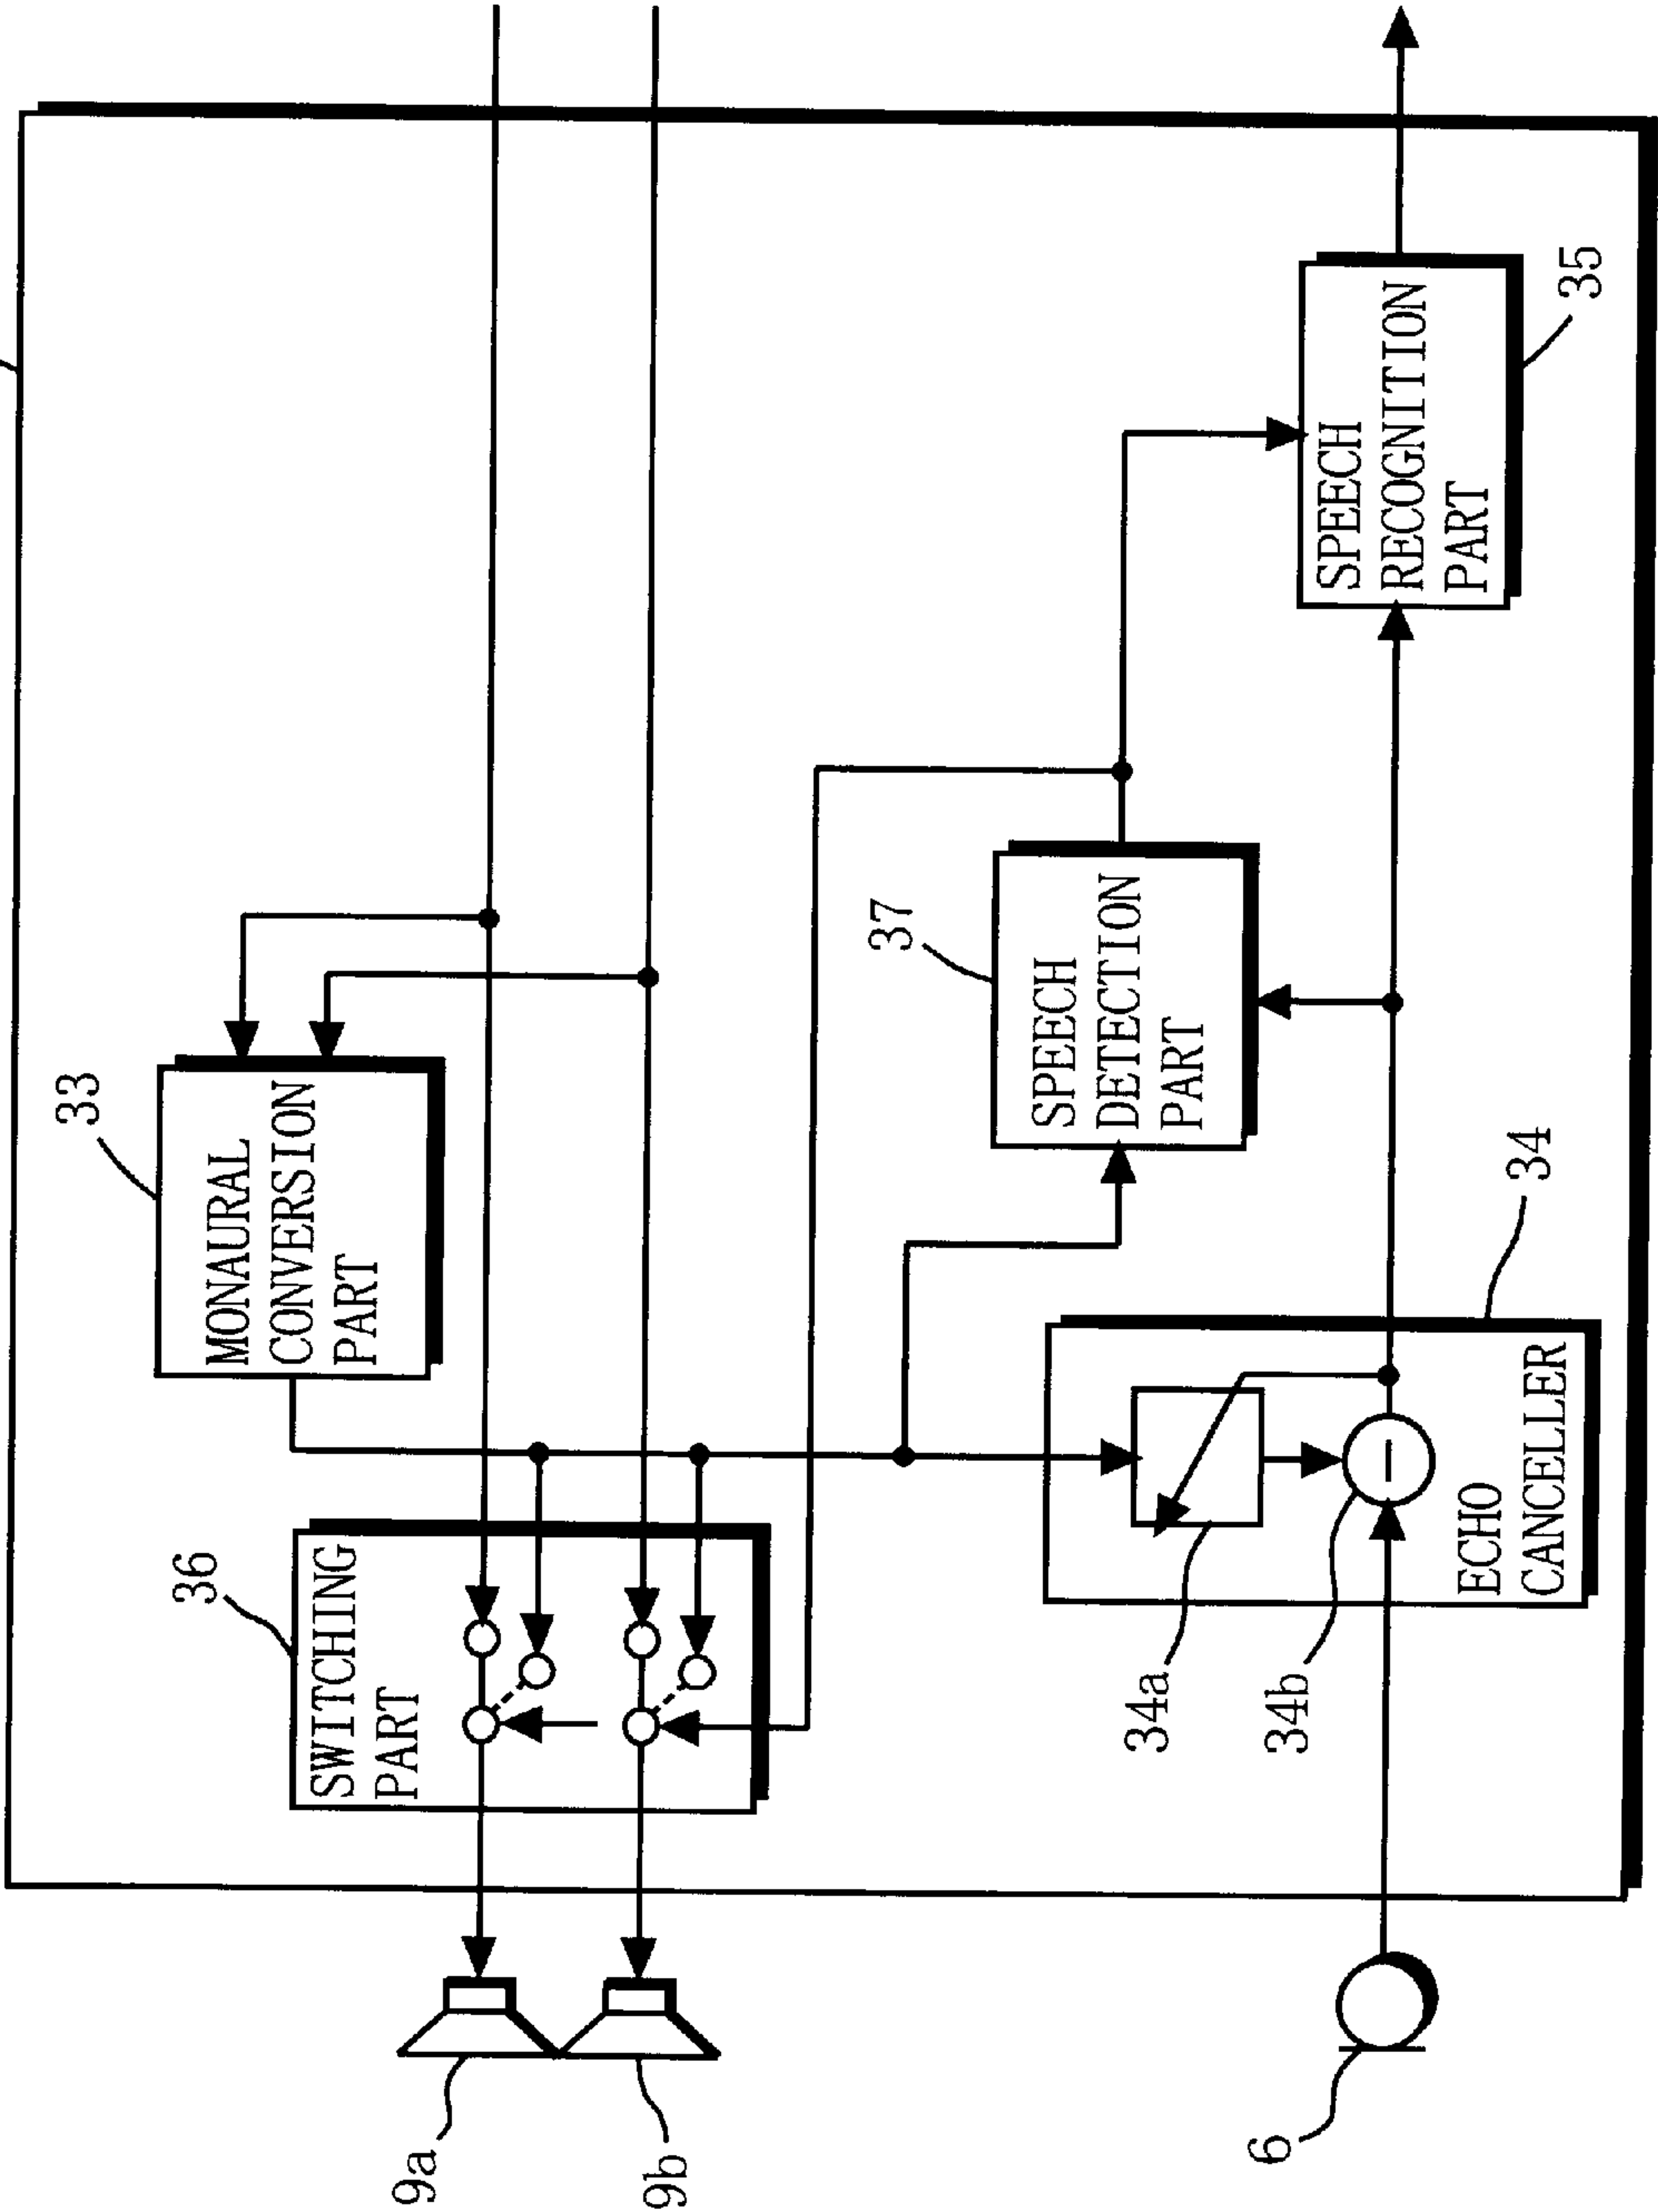 33
MONAURAL
CONVERSION
PART
36
SWITCHING
PART
9a
9b
37
SPEECH
DETECTION
PART
SPEECH
RECOGNITION
PART
35
34
ECHO
CANCELLER
34a
34b
6